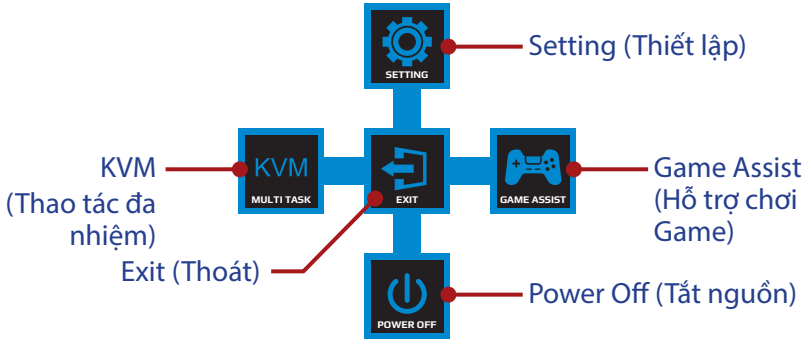 Setting (Thiết lập)
SETTING
KVM
(Thao tác đa
nhiệm)
KVM
MULTI TASK
EXIT
GAME ASSIST
Game Assist
(Hỗ trợ chơi
Game)
Exit (Thoát)
POWER OFF
Power Off (Tắt nguồn)